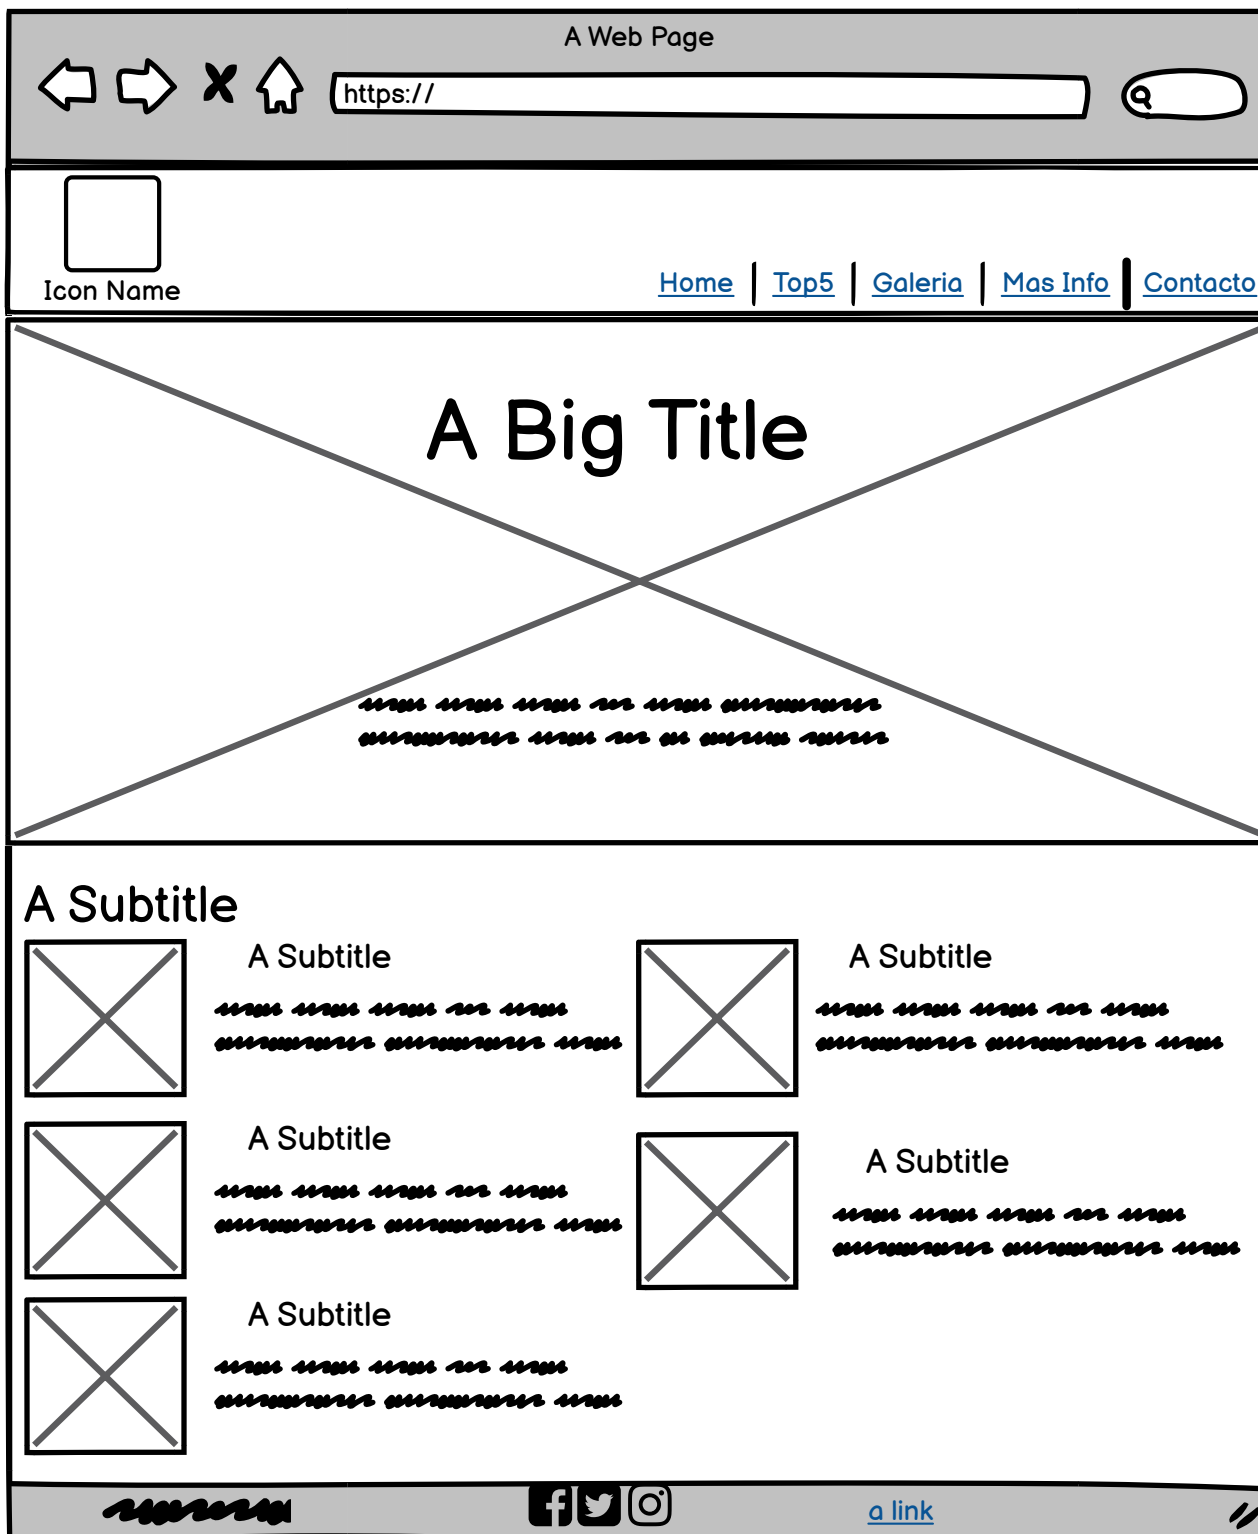 A Web Page
https://
Icon Name
Home Top5 Galeria Mas Info Contacto
A Big Title
A Subtitle
A Subtitle
A Subtitle
A Subtitle
A Subtitle
A Subtitle
a link